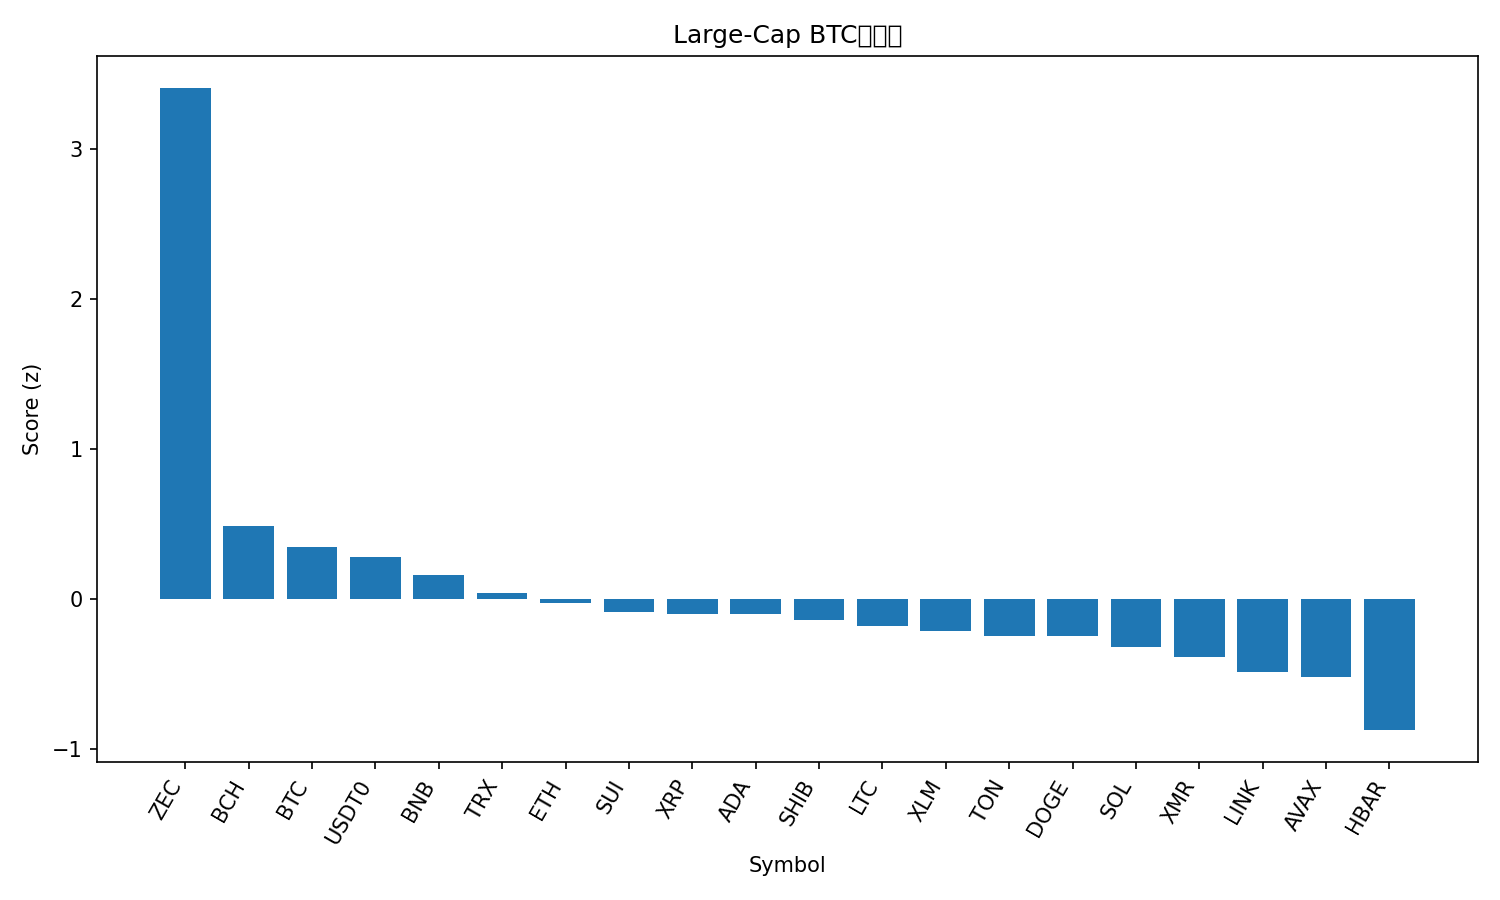 Large-Cap BTC
3
2
1
0
−1
Score (z)
ZEC
BCH
BTC
USDT0
BNB
TRX
ETH
SUI
XRP
ADA
SHIB
LTC
XLM
TON
DOGE
SOL
XMR
LINK
AVAX
HBAR
Symbol